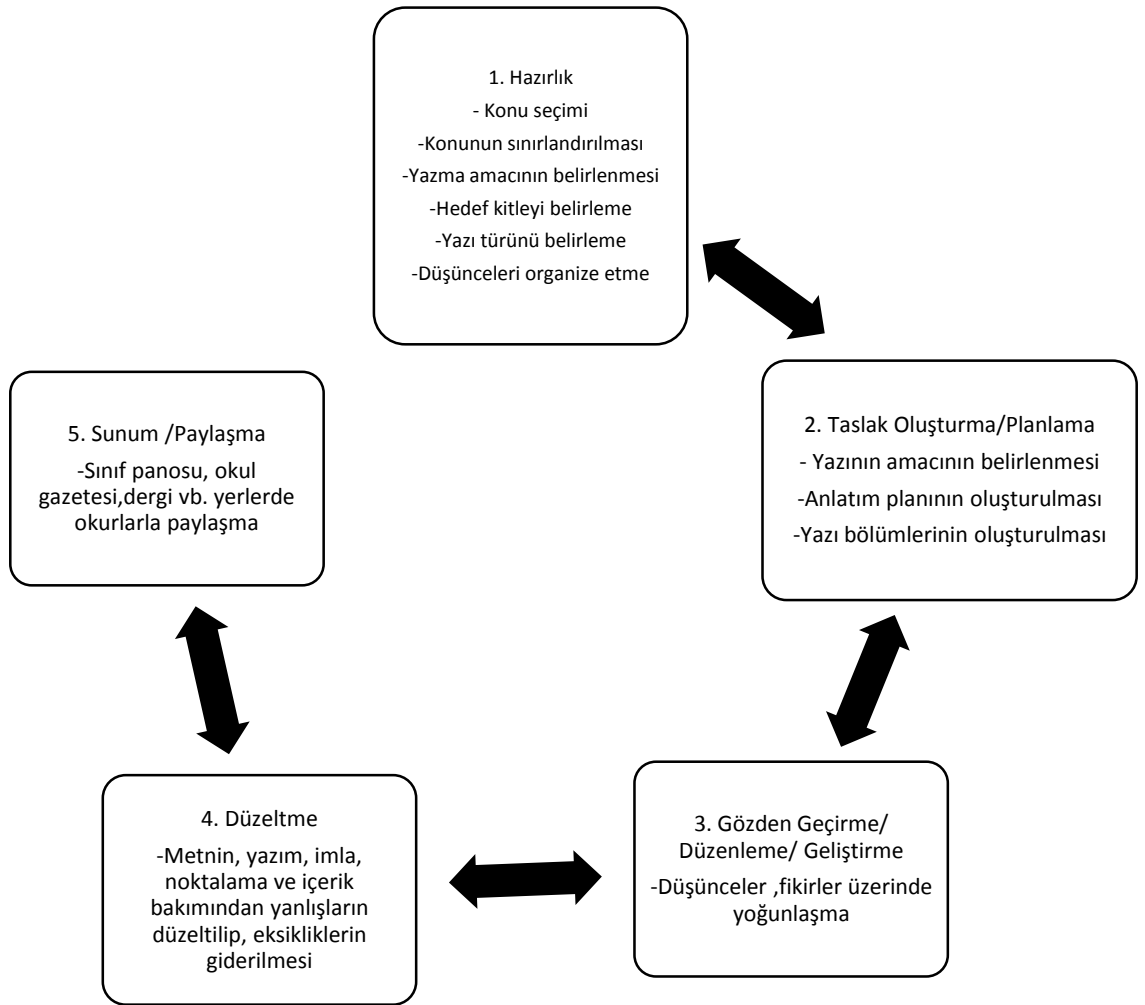 1. Hazırlık
- Konu seçimi
-Konunun sınırlandırılması
-Yazma amacının belirlenmesi
-Hedef kitleyi belirleme
-Yazı türünü belirleme
-Düşünceleri organize etme
2. Taslak Oluşturma/Planlama
- Yazının amacının belirlenmesi
-Anlatım planının oluşturulması
-Yazı bölümlerinin oluşturulması
3. Gözden Geçirme/
Düzenleme/ Geliştirme
-Düşünceler ,fikirler üzerinde
yoğunlaşma
4. Düzeltme
-Metnin, yazım, imla,
noktalama ve içerik
bakımından yanlışların
düzeltilip, eksikliklerin
giderilmesi
5. Sunum /Paylaşma
-Sınıf panosu, okul
gazetesi,dergi vb. yerlerde
okurlarla paylaşma